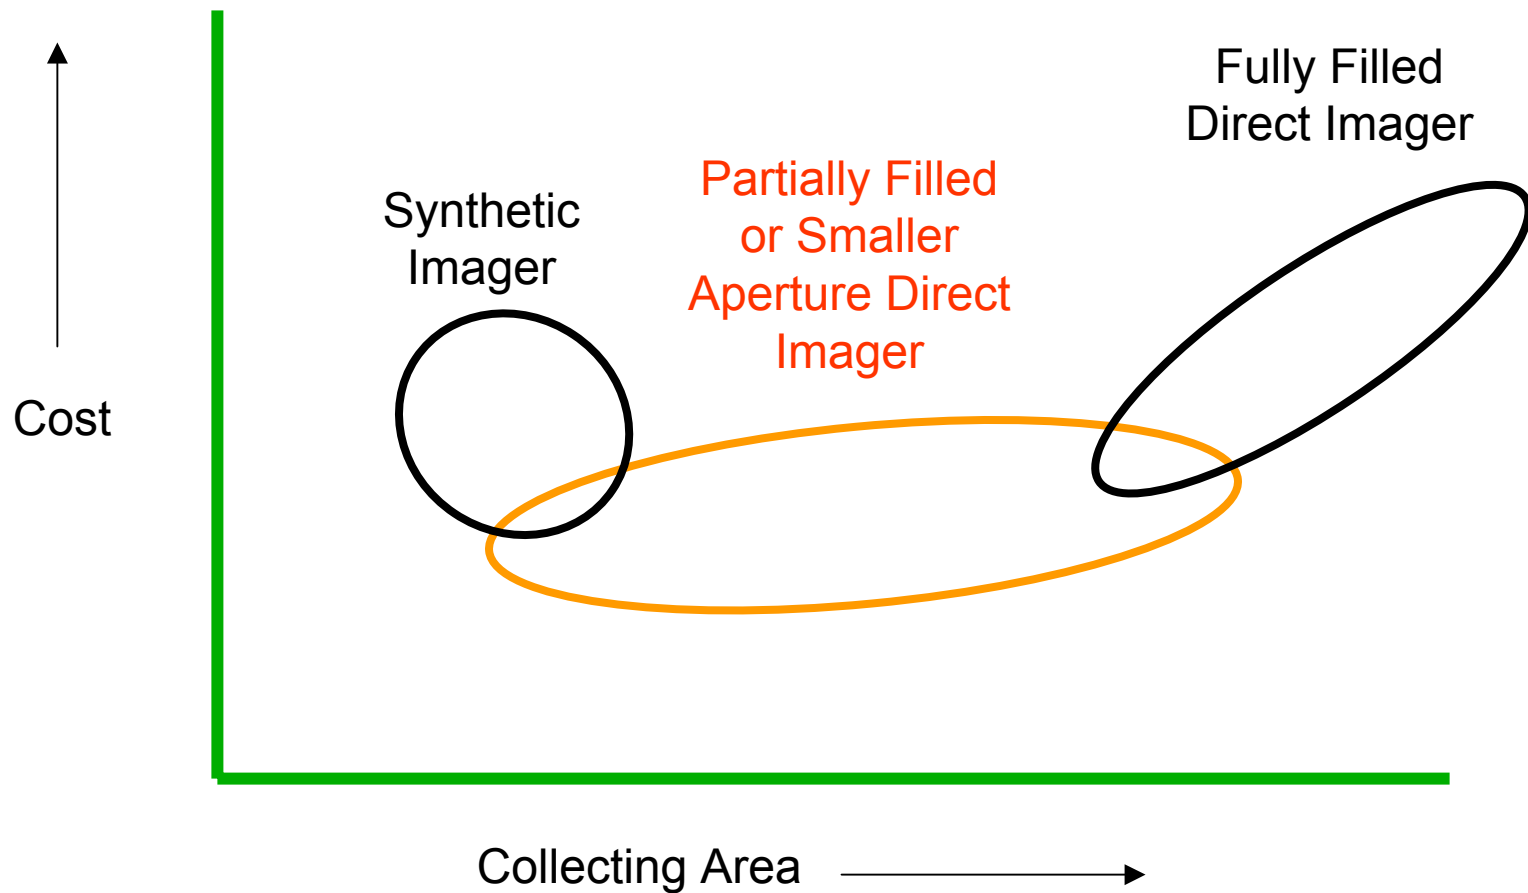 Fully Filled
Direct Imager
Partially Filled
or Smaller
Aperture Direct
Imager
Synthetic
Imager
Cost
Collecting Area